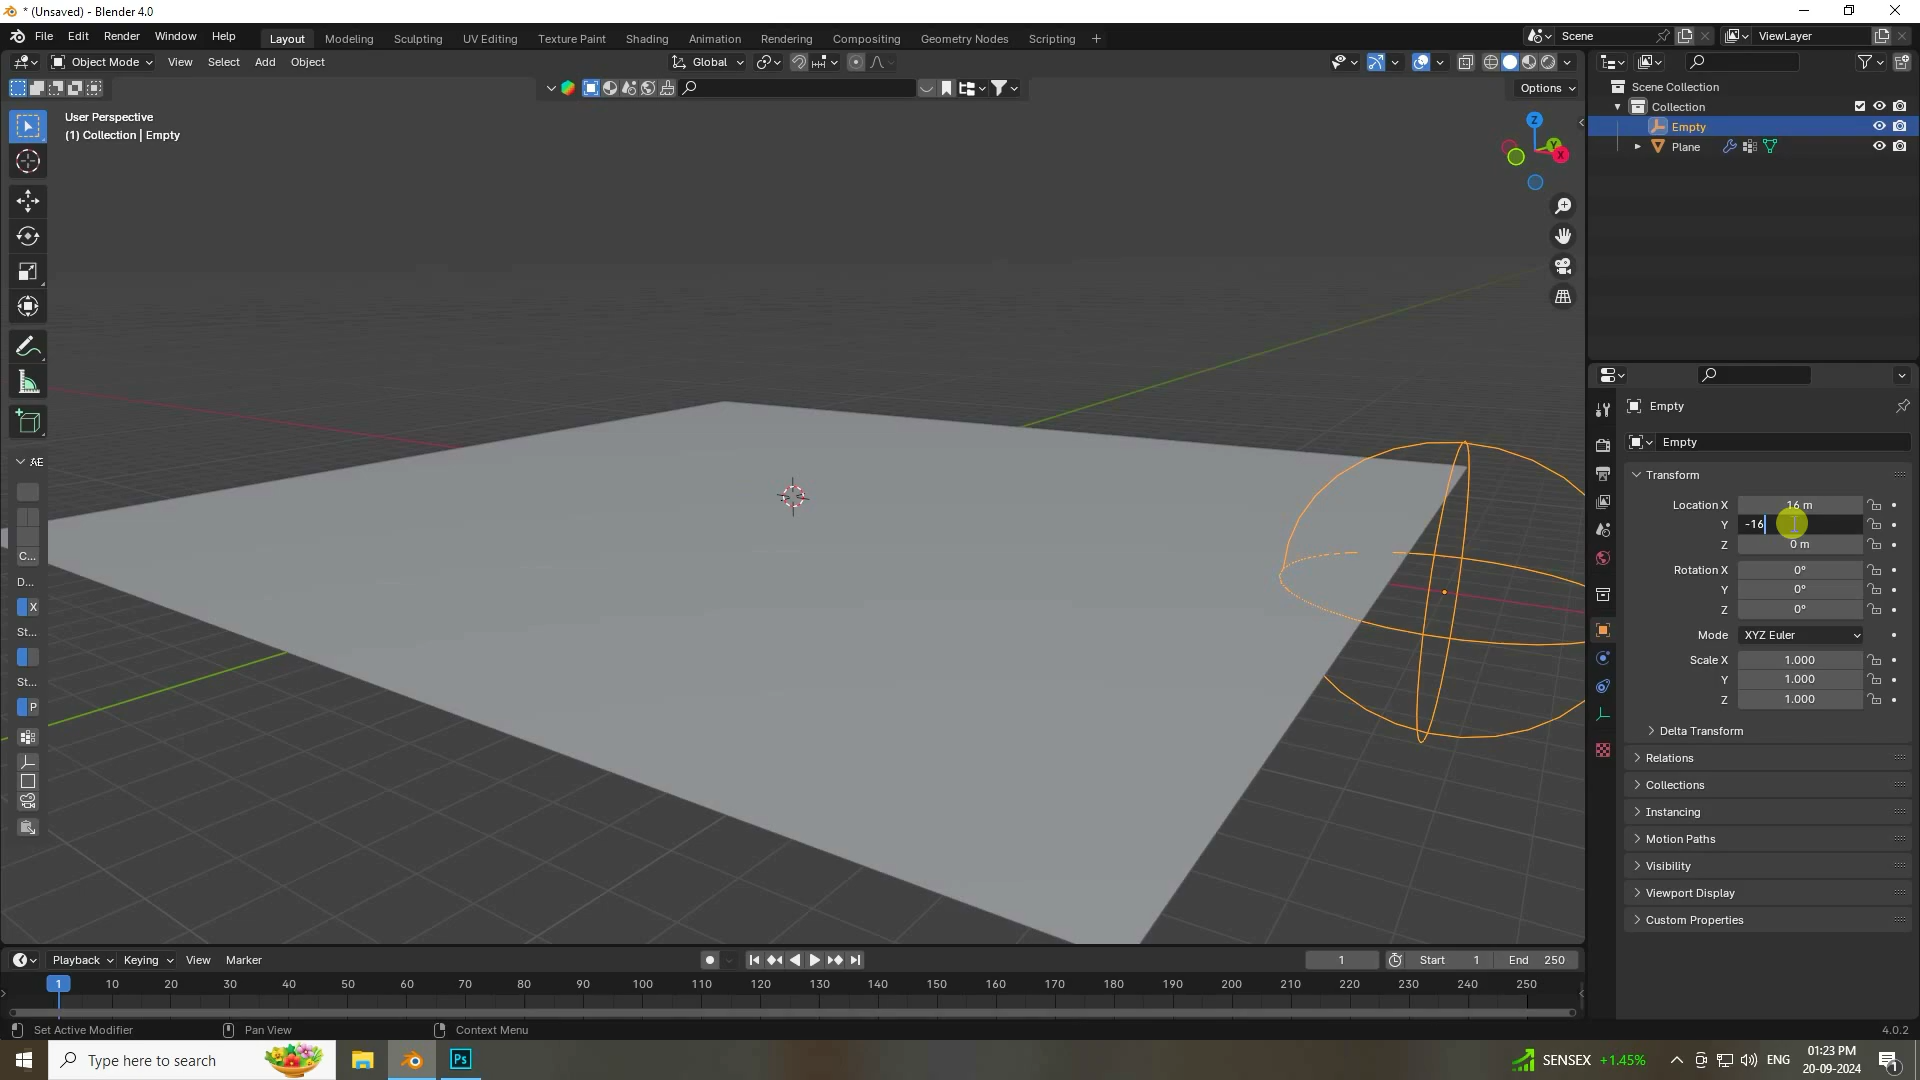 * (Unsaved) - Blender 4.0
File Edit Render Window Help
Layout Modeling Sculpting UV Editing Texture Paint Shading Animation Rendering Compositing Geometry Nodes Scripting +
Scene
ViewLayer
Object Mode View Select Add Object
Global
Options
User Perspective
(1) Collection | Empty
Z
Y
X
Scene Collection
Collection
Empty
Plane
AE
C...
D...
X
St...
St...
P
Empty
Empty
Transform
Location X 16 m
Y -16
Z 0 m
Rotation X 0°
Y 0°
Z 0°
Mode XYZ Euler
Scale X 1.000
Y 1.000
Z 1.000
Delta Transform
Relations
Collections
Instancing
Motion Paths
Visibility
Viewport Display
Custom Properties
Playback Keying View Marker
1 Start 1 End 250
1 10 20 30 40 50 60 70 80 90 100 110 120 130 140 150 160 170 180 190 200 210 220 230 240 250
Set Active Modifier Pan View Context Menu 4.0.2
Type here to search
Ps
SENSEX +1.45%
ENG
01:23 PM
20-09-2024
1